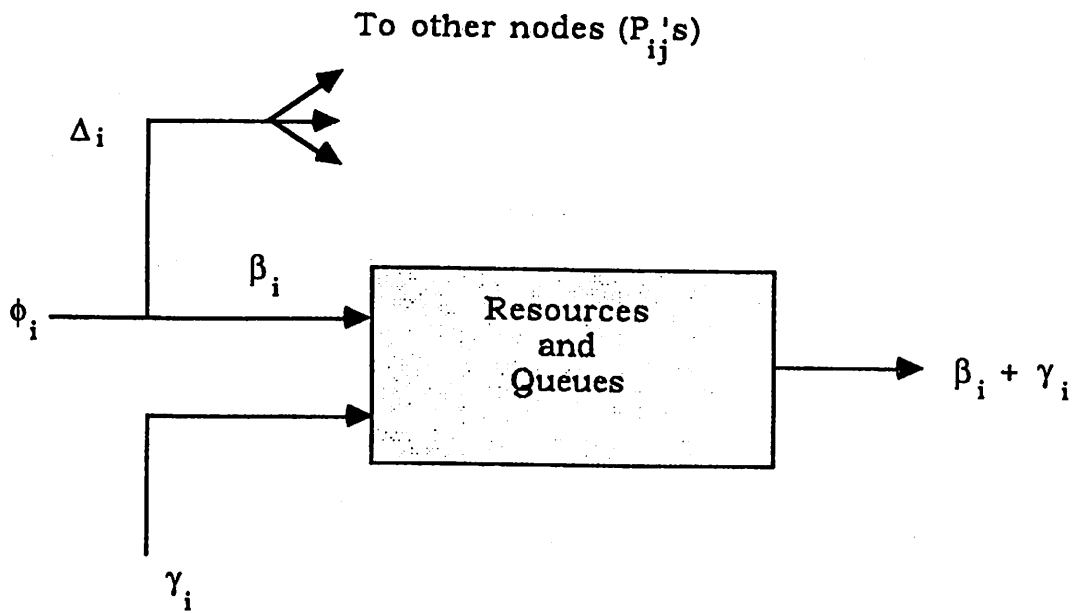 To other nodes (P_ij's)
Δ_i
β_i
ϕ_i
Resources
and
Queues
β_i + γ_i
γ_i